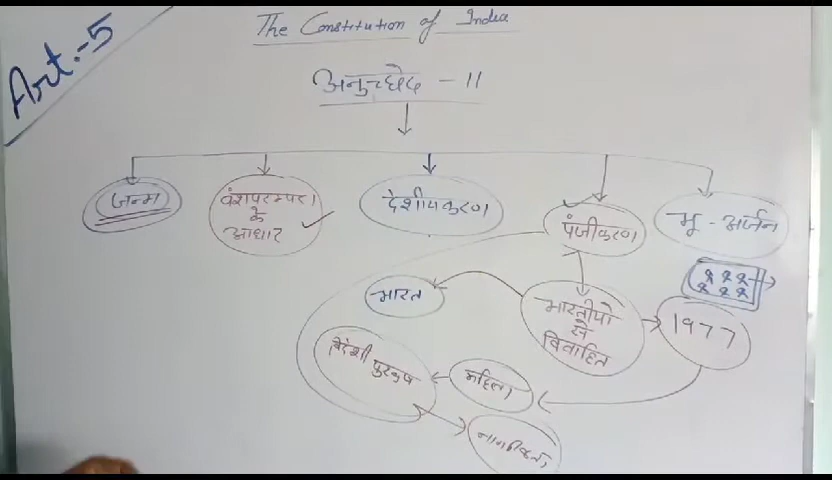 The Constitution of India
Art.-5
अनुच्छेद - 11
जन्म
वंशपरम्परा
के
आधार
देशीयकरण
पंजीकरण
भू-अर्जन
भारत
भारतीयो
से
विवाहित
1977
विदेशी पुरुष
महिला
नागरिकता